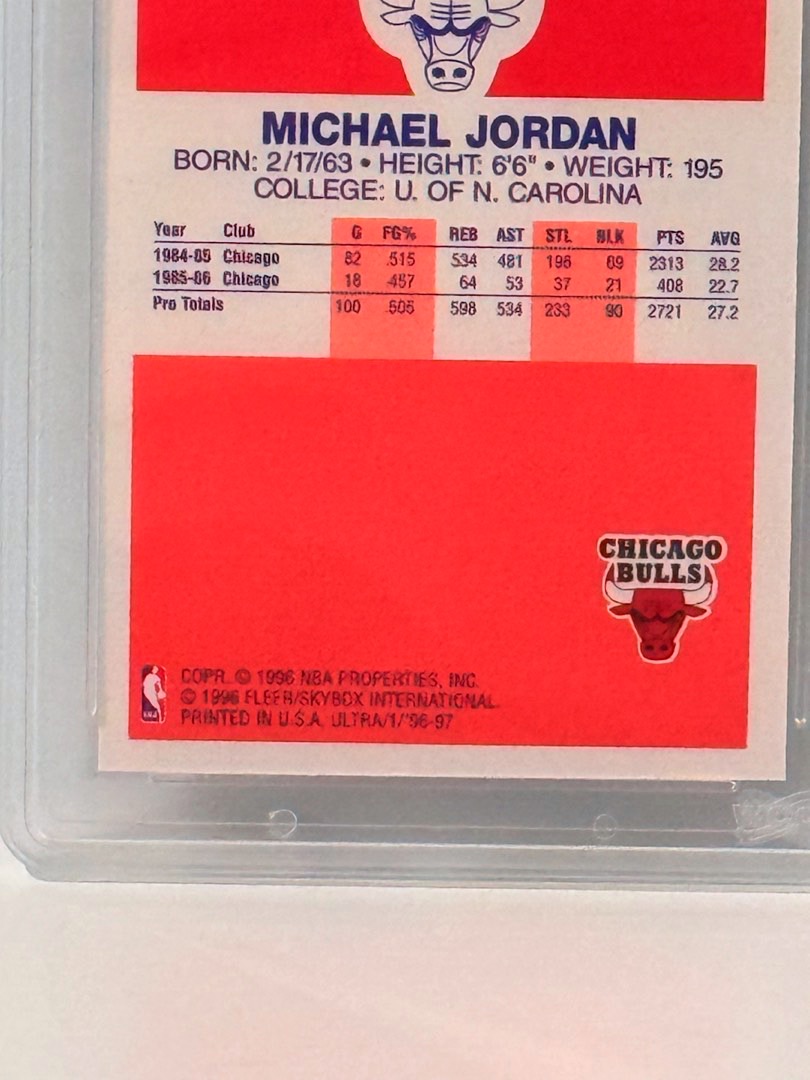 MICHAEL JORDAN
BORN: 2/17/63 • HEIGHT: 6'6" • WEIGHT: 195
COLLEGE: U. OF N. CAROLINA
Year Club G FG% REB AST STL BLK PTS AVG
1984-85 Chicago 82 .515 534 481 196 69 2313 28.2
1985-86 Chicago 18 .457 64 53 37 21 408 22.7
Pro Totals 100 .505 598 534 233 90 2721 27.2
CHICAGO
BULLS
COPR. © 1996 NBA PROPERTIES, INC.
© 1996 FLEER/SKYBOX INTERNATIONAL.
PRINTED IN U.S.A. ULTRA/1/'96-97
NBA